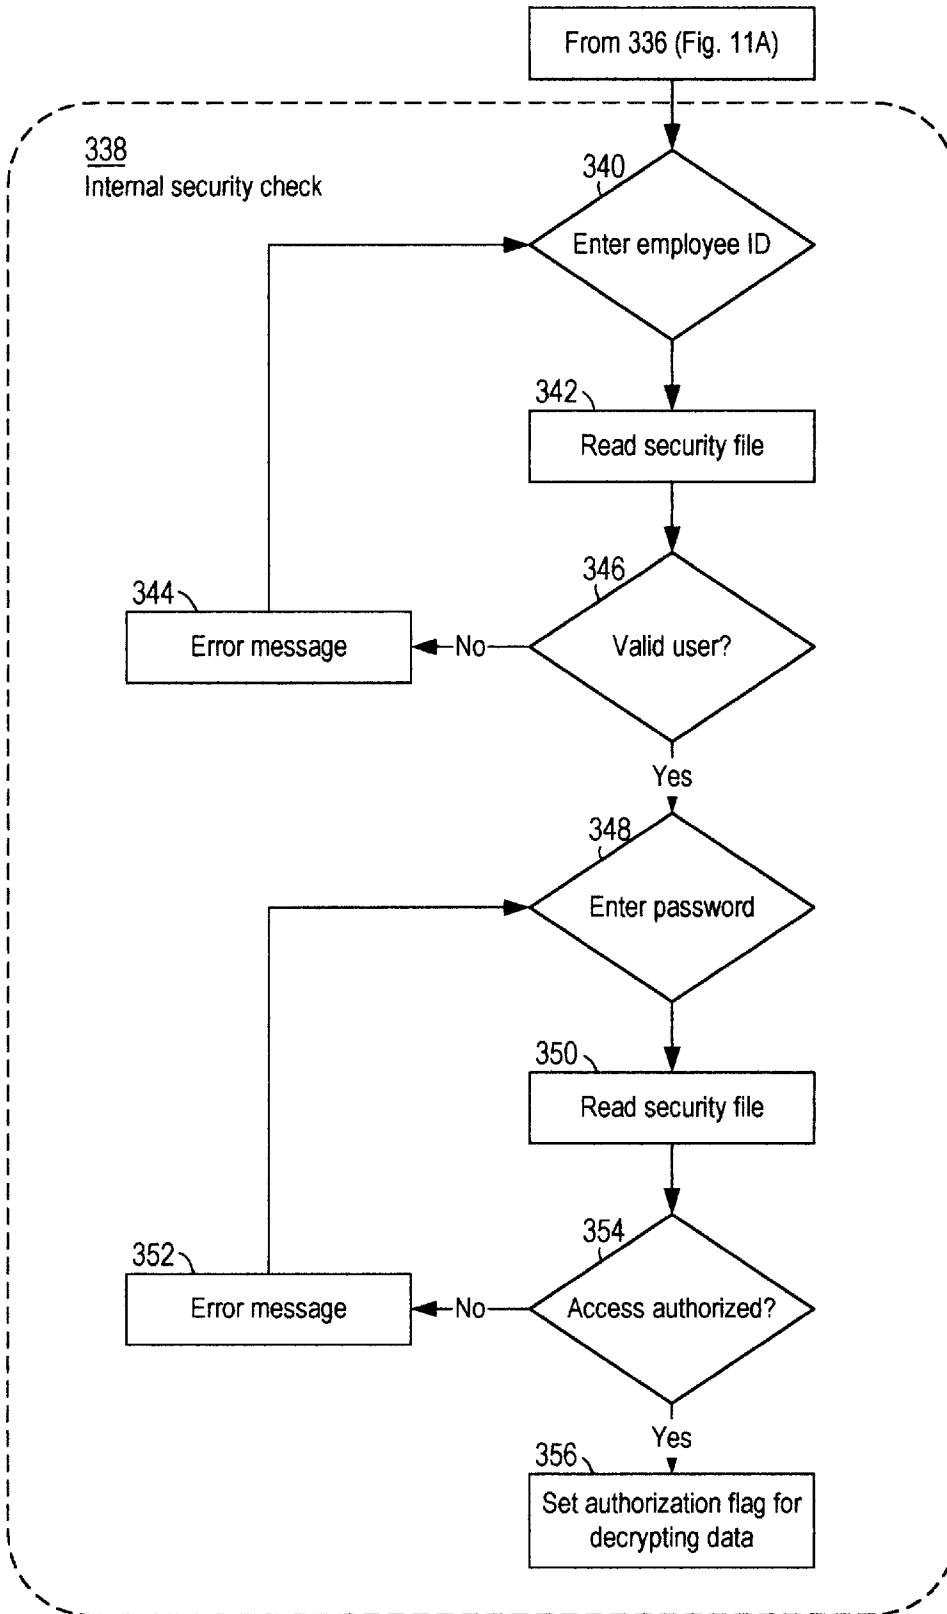 From 336 (Fig. 11A)
338
Internal security check
340
Enter employee ID
342
Read security file
346
344
Error message
No
Valid user?
Yes
348
Enter password
350
Read security file
354
352
Error message
No
Access authorized?
Yes
356
Set authorization flag for
decrypting data